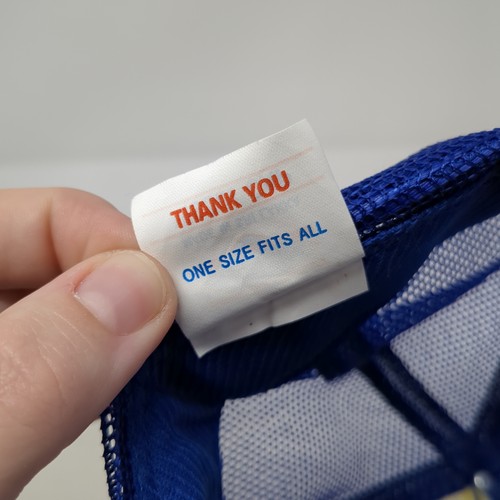 THANK YOU
ONE SIZE FITS ALL